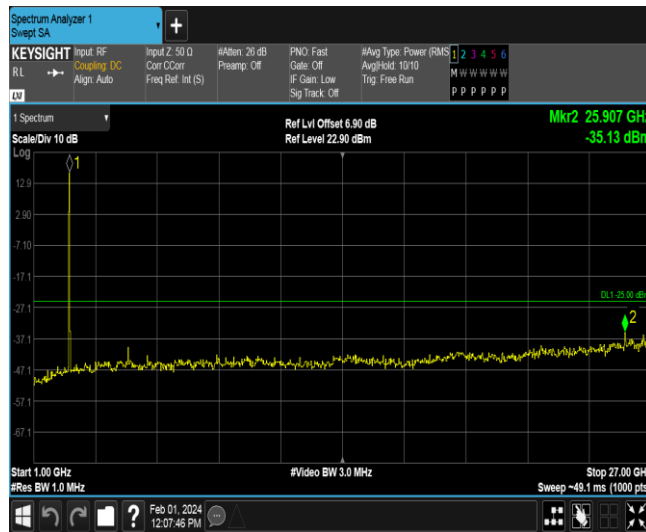 Spectrum Analyzer 1
Swept SA
+
KEYSIGHT
RL
LXI
Input: RF
Coupling: DC
Align: Auto
Input Z: 50 Ω
Corr CCorr
Freq Ref: Int (S)
#Atten: 26 dB
Preamp: Off
PNO: Fast
Gate: Off
IF Gain: Low
Sig Track: Off
#Avg Type: Power (RMS
Avg|Hold: 10/10
Trig: Free Run
1 2 3 4 5 6
M W W W W W
P P P P P P
1 Spectrum
Scale/Div 10 dB
Ref Lvl Offset 6.90 dB
Ref Level 22.90 dBm
Mkr2 25.907 GHz
-35.13 dBm
Log
1
12.9
2.90
-7.10
-17.1
DL1 -25.00 dBm
-27.1
2
-37.1
-47.1
-57.1
-67.1
Start 1.00 GHz
#Video BW 3.0 MHz
Stop 27.00 GHz
#Res BW 1.0 MHz
Sweep ~49.1 ms (1000 pts)
?
Feb 01, 2024
12:07:46 PM